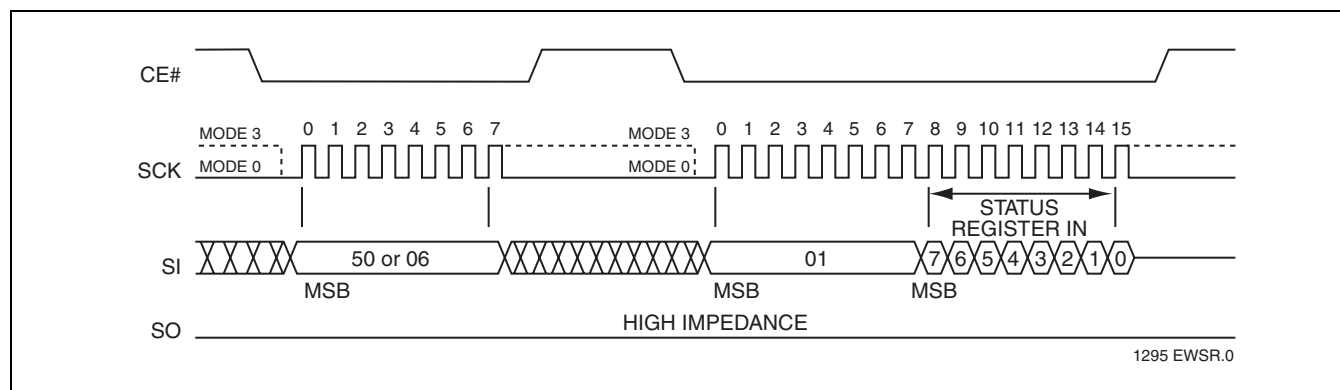 CE#
MODE 3 0 1 2 3 4 5 6 7 MODE 3 0 1 2 3 4 5 6 7 8 9 10 11 12 13 14 15
SCK MODE 0 MODE 0
STATUS
REGISTER IN
SI 50 or 06 01 7 6 5 4 3 2 1 0
MSB MSB MSB
HIGH IMPEDANCE
SO
1295 EWSR.0